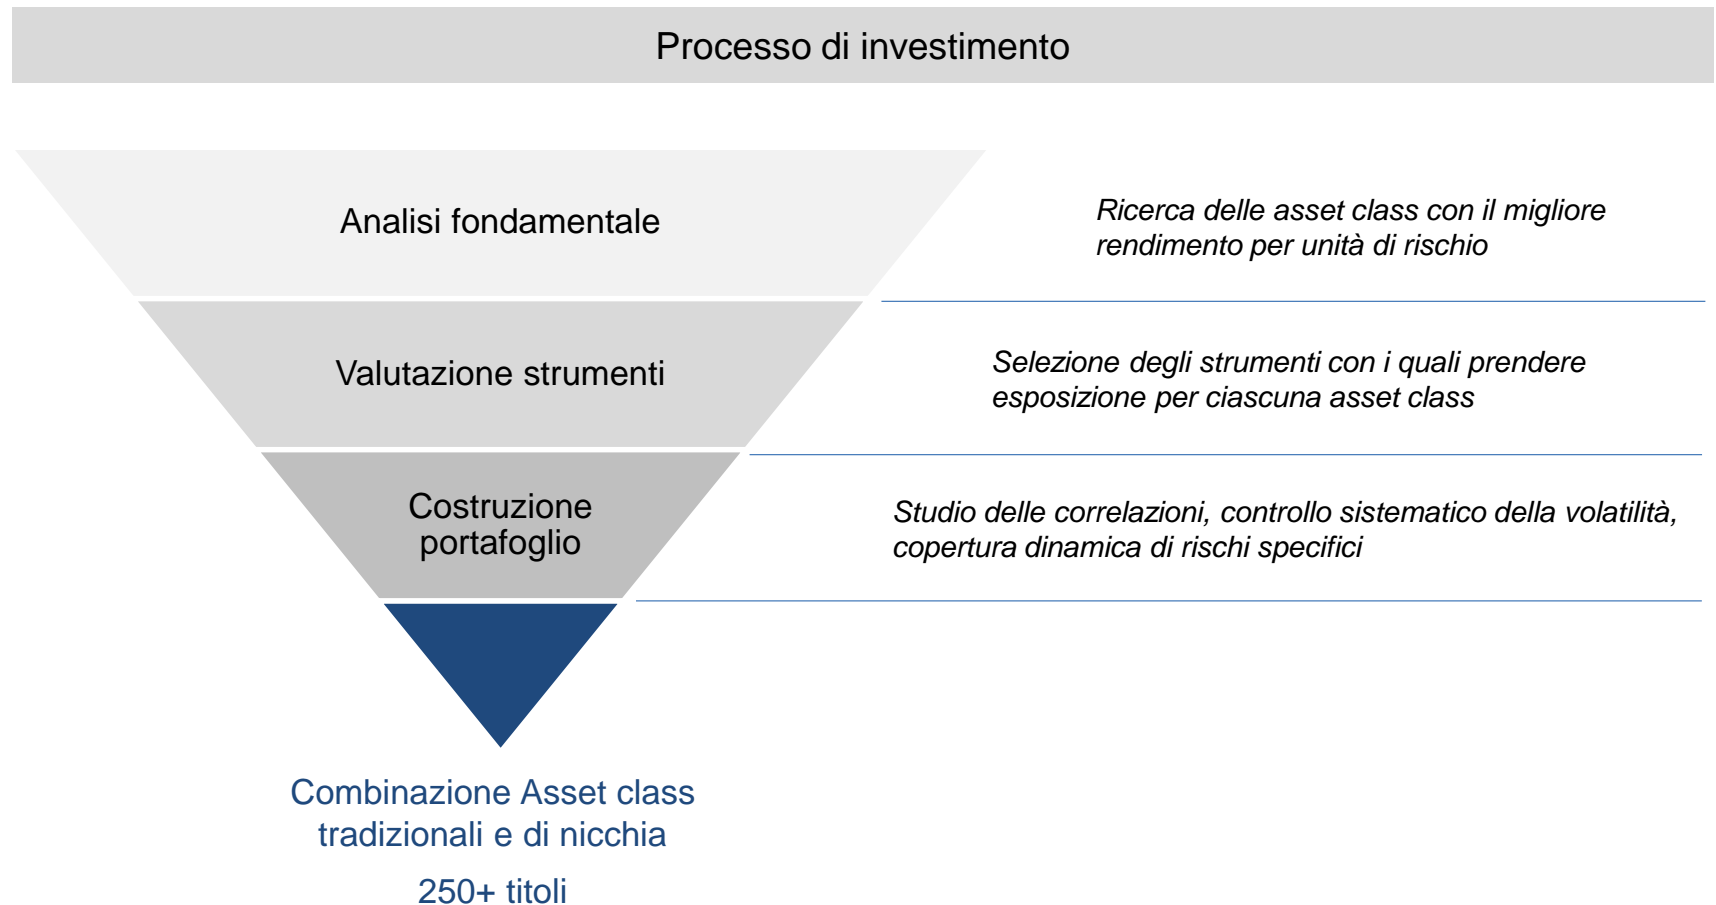 Processo di investimento
Analisi fondamentale
Ricerca delle asset class con il migliore
rendimento per unità di rischio
Valutazione strumenti
Selezione degli strumenti con i quali prendere
esposizione per ciascuna asset class
Costruzione
portafoglio
Studio delle correlazioni, controllo sistematico della volatilità,
copertura dinamica di rischi specifici
Combinazione Asset class
tradizionali e di nicchia
250+ titoli